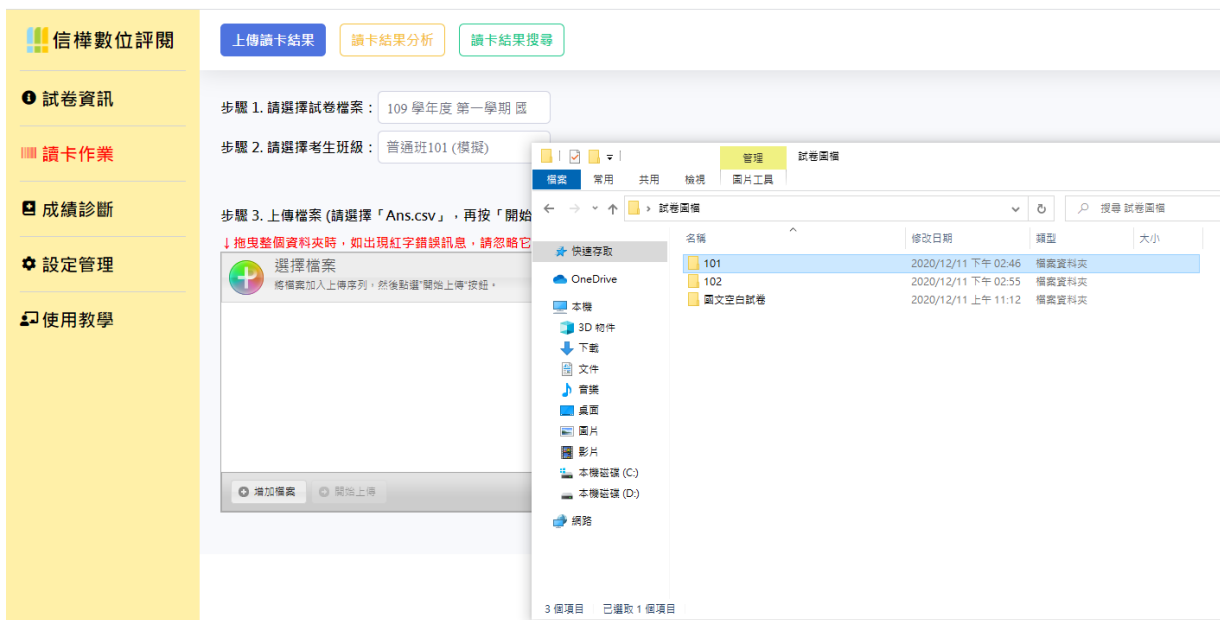 信樺數位評閱
試卷資訊
讀卡作業
成績診斷
設定管理
使用教學
上傳讀卡結果
讀卡結果分析
讀卡結果搜尋
步驟 1. 請選擇試卷檔案：
109 學年度 第一學期 國
步驟 2. 請選擇考生班級：
普通班101 (模擬)
步驟 3. 上傳檔案 (請選擇「Ans.csv」，再按「開始
↓拖曳整個資料夾時，如出現紅字錯誤訊息，請忽略它
選擇檔案
將檔案加入上傳序列，然後點選"開始上傳"按鈕。
增加檔案
開始上傳
管理
試卷圖檔
檔案
常用
共用
檢視
圖片工具
試卷圖檔
搜尋 試卷圖檔
快速存取
OneDrive
本機
3D 物件
下載
文件
音樂
桌面
圖片
影片
本機磁碟 (C:)
本機磁碟 (D:)
網路
名稱
修改日期
類型
大小
101
2020/12/11 下午 02:46
檔案資料夾
102
2020/12/11 下午 02:55
檔案資料夾
國文空白試卷
2020/12/11 上午 11:12
檔案資料夾
3 個項目
已選取 1 個項目